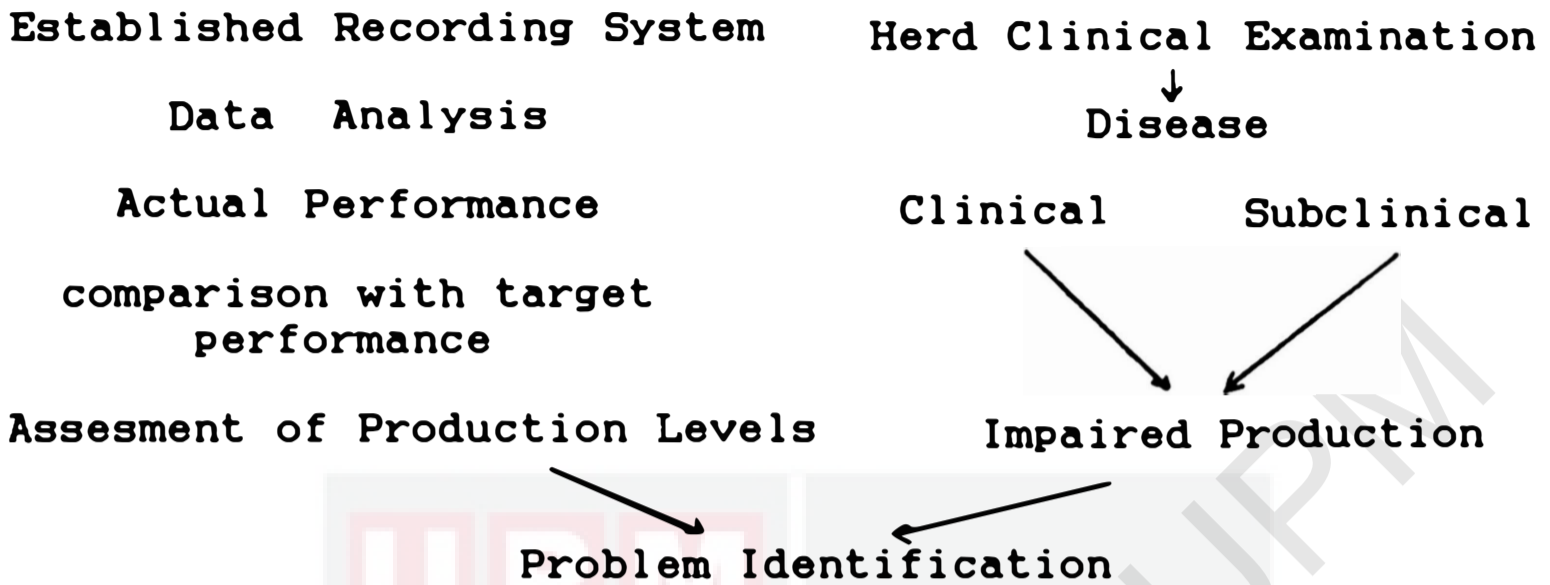 Established Recording System
Data Analysis
Actual Performance
comparison with target
performance
Assesment of Production Levels
Herd Clinical Examination
Disease
Clinical Subclinical
Impaired Production
Problem Identification
UPM